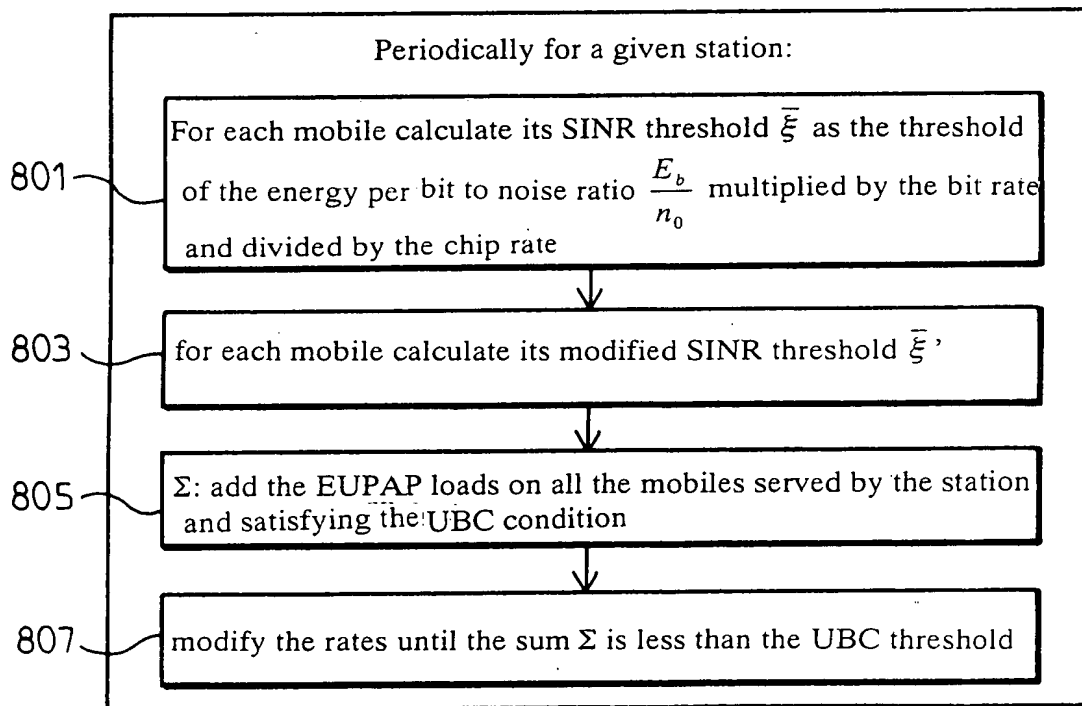 Periodically for a given station:
801
For each mobile calculate its SINR threshold ξ̄ as the threshold
of the energy per bit to noise ratio E_b/n_0 multiplied by the bit rate
and divided by the chip rate
803
for each mobile calculate its modified SINR threshold ξ̄ '
805
Σ: add the EUPAP loads on all the mobiles served by the station
and satisfying the UBC condition
807
modify the rates until the sum Σ is less than the UBC threshold